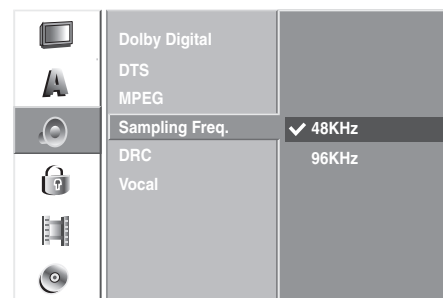 A
Dolby Digital
DTS
MPEG
Sampling Freq.
DRC
Vocal
✔ 48KHz
96KHz